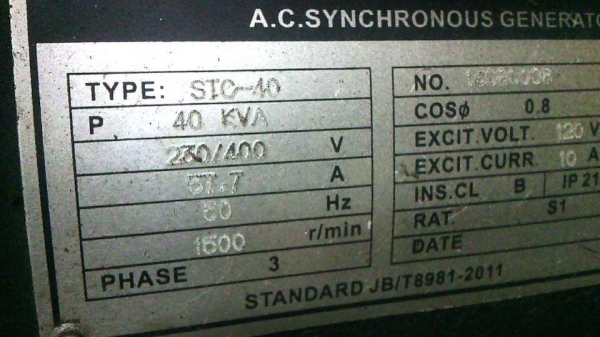 A.C.SYNCHRONOUS GENERATO
TYPE: STC-40
P 40 KVA
230/400 V
57.7 A
50 Hz
1500 r/min
PHASE 3
NO.
COSφ 0.8
EXCIT.VOLT. 120 V
EXCIT.CURR. 10 A
INS.CL B IP 21
RAT. S1
DATE
STANDARD JB/T8981-2011